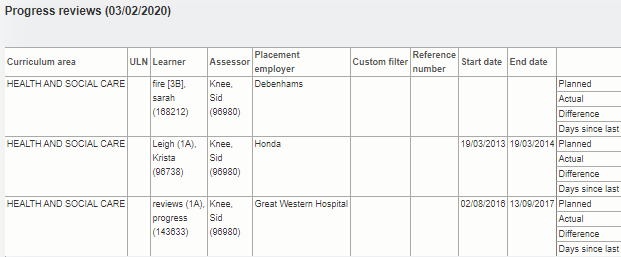 Progress reviews (03/02/2020)
Curriculum area ULN Learner Assessor Placement employer Custom filter Reference number Start date End date
HEALTH AND SOCIAL CARE fire [3B], Knee, Debenhams Planned
sarah Sid Actual
(168212) (96980) Difference
Days since last
HEALTH AND SOCIAL CARE Leigh (1A), Knee, Honda 19/03/2013 19/03/2014 Planned
Krista Sid Actual
(96738) (96980) Difference
Days since last
HEALTH AND SOCIAL CARE reviews (1A), Knee, Great Western Hospital 02/08/2016 13/09/2017 Planned
progress Sid Actual
(143633) (96980) Difference
Days since last